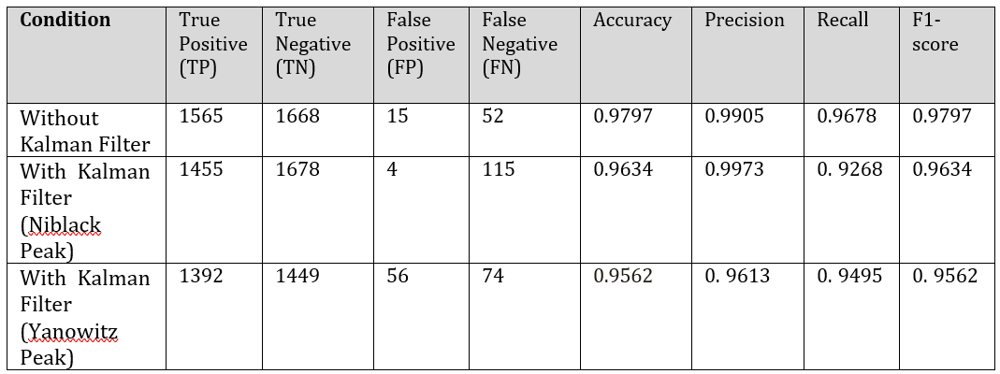 Condition True Positive (TP) True Negative (TN) False Positive (FP) False Negative (FN) Accuracy Precision Recall F1-score
Without Kalman Filter 1565 1668 15 52 0.9797 0.9905 0.9678 0.9797
With Kalman Filter (Niblack Peak) 1455 1678 4 115 0.9634 0.9973 0. 9268 0.9634
With Kalman Filter (Yanowitz Peak) 1392 1449 56 74 0.9562 0. 9613 0. 9495 0. 9562